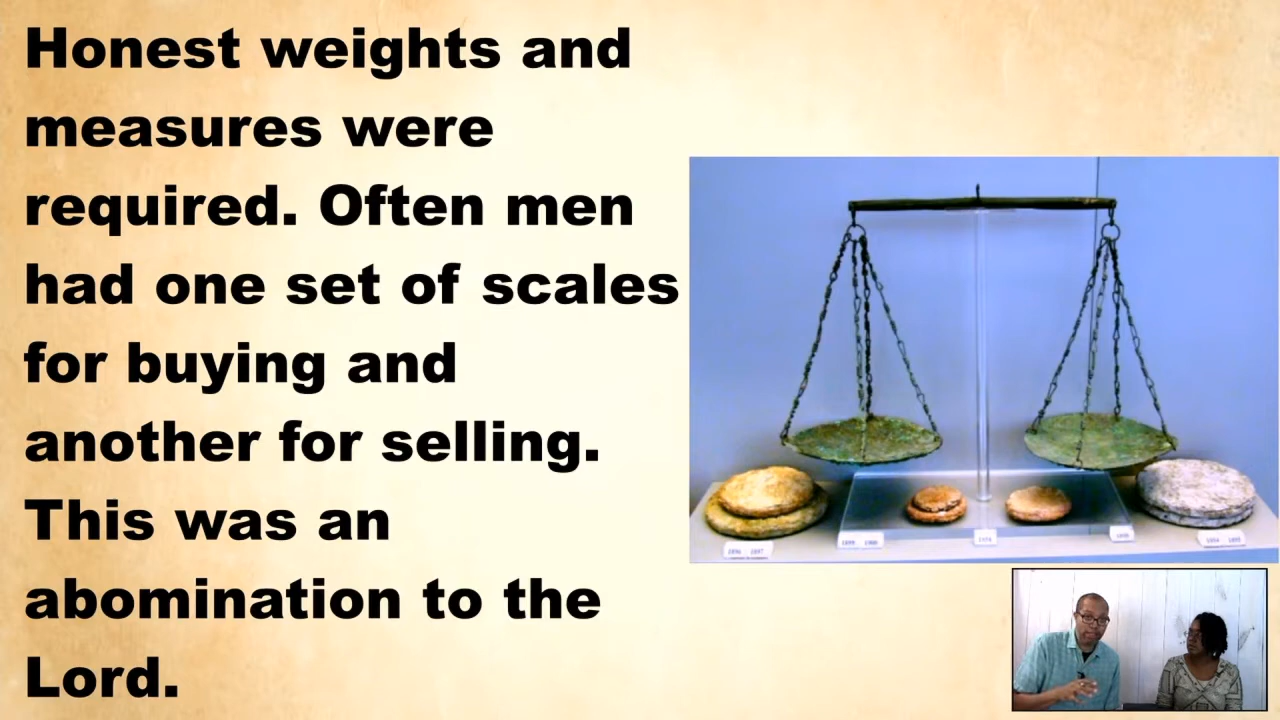 Honest weights and
measures were
required. Often men
had one set of scales
for buying and
another for selling.
This was an
abomination to the
Lord.